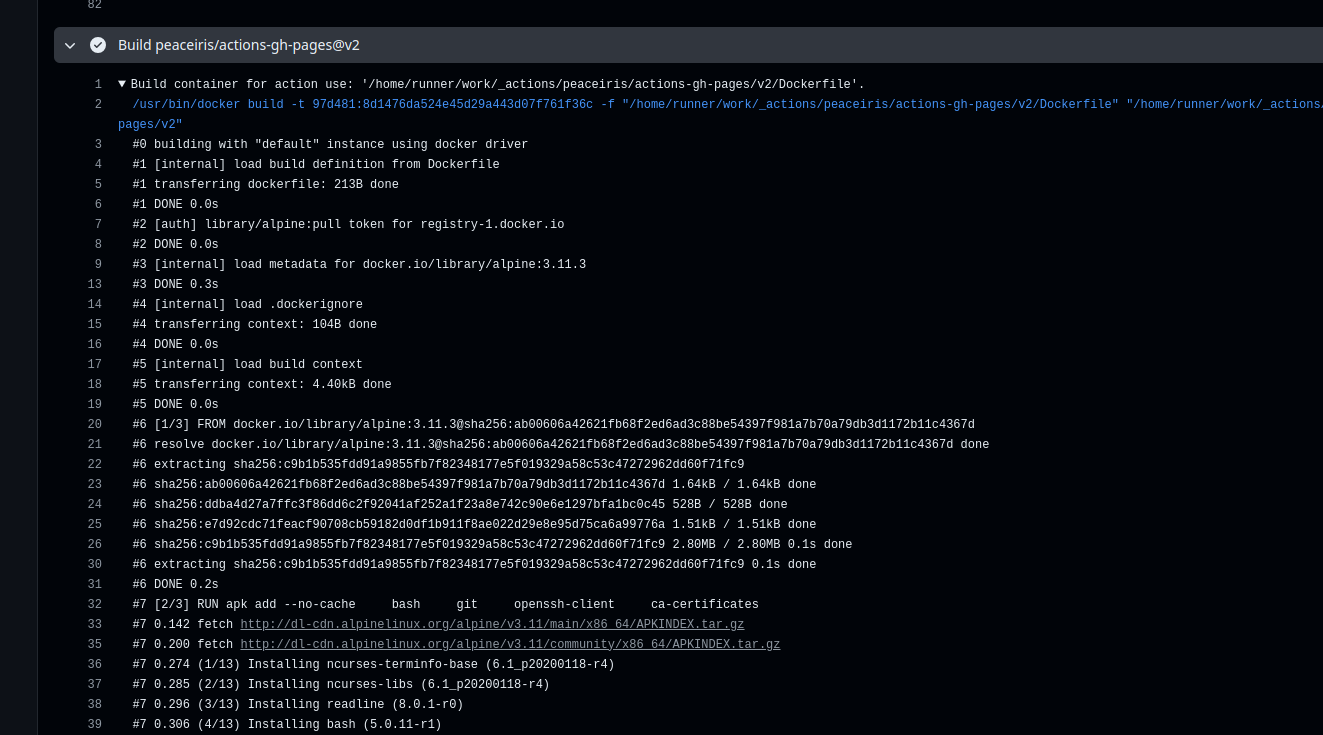 82
Build peaceiris/actions-gh-pages@v2
1 ▼ Build container for action use: '/home/runner/work/_actions/peaceiris/actions-gh-pages/v2/Dockerfile'.
2 /usr/bin/docker build -t 97d481:8d1476da524e45d29a443d07f761f36c -f "/home/runner/work/_actions/peaceiris/actions-gh-pages/v2/Dockerfile" "/home/runner/work/_actions/
pages/v2"
3 #0 building with "default" instance using docker driver
4 #1 [internal] load build definition from Dockerfile
5 #1 transferring dockerfile: 213B done
6 #1 DONE 0.0s
7 #2 [auth] library/alpine:pull token for registry-1.docker.io
8 #2 DONE 0.0s
9 #3 [internal] load metadata for docker.io/library/alpine:3.11.3
13 #3 DONE 0.3s
14 #4 [internal] load .dockerignore
15 #4 transferring context: 104B done
16 #4 DONE 0.0s
17 #5 [internal] load build context
18 #5 transferring context: 4.40kB done
19 #5 DONE 0.0s
20 #6 [1/3] FROM docker.io/library/alpine:3.11.3@sha256:ab00606a42621fb68f2ed6ad3c88be54397f981a7b70a79db3d1172b11c4367d
21 #6 resolve docker.io/library/alpine:3.11.3@sha256:ab00606a42621fb68f2ed6ad3c88be54397f981a7b70a79db3d1172b11c4367d done
22 #6 extracting sha256:c9b1b535fdd91a9855fb7f82348177e5f019329a58c53c47272962dd60f71fc9
23 #6 sha256:ab00606a42621fb68f2ed6ad3c88be54397f981a7b70a79db3d1172b11c4367d 1.64kB / 1.64kB done
24 #6 sha256:ddba4d27a7ffc3f86dd6c2f92041af252a1f23a8e742c90e6e1297bfa1bc0c45 528B / 528B done
25 #6 sha256:e7d92cdc71feacf90708cb59182d0df1b911f8ae022d29e8e95d75ca6a99776a 1.51kB / 1.51kB done
26 #6 sha256:c9b1b535fdd91a9855fb7f82348177e5f019329a58c53c47272962dd60f71fc9 2.80MB / 2.80MB 0.1s done
30 #6 extracting sha256:c9b1b535fdd91a9855fb7f82348177e5f019329a58c53c47272962dd60f71fc9 0.1s done
31 #6 DONE 0.2s
32 #7 [2/3] RUN apk add --no-cache     bash     git     openssh-client     ca-certificates
33 #7 0.142 fetch http://dl-cdn.alpinelinux.org/alpine/v3.11/main/x86_64/APKINDEX.tar.gz
35 #7 0.200 fetch http://dl-cdn.alpinelinux.org/alpine/v3.11/community/x86_64/APKINDEX.tar.gz
36 #7 0.274 (1/13) Installing ncurses-terminfo-base (6.1_p20200118-r4)
37 #7 0.285 (2/13) Installing ncurses-libs (6.1_p20200118-r4)
38 #7 0.296 (3/13) Installing readline (8.0.1-r0)
39 #7 0.306 (4/13) Installing bash (5.0.11-r1)